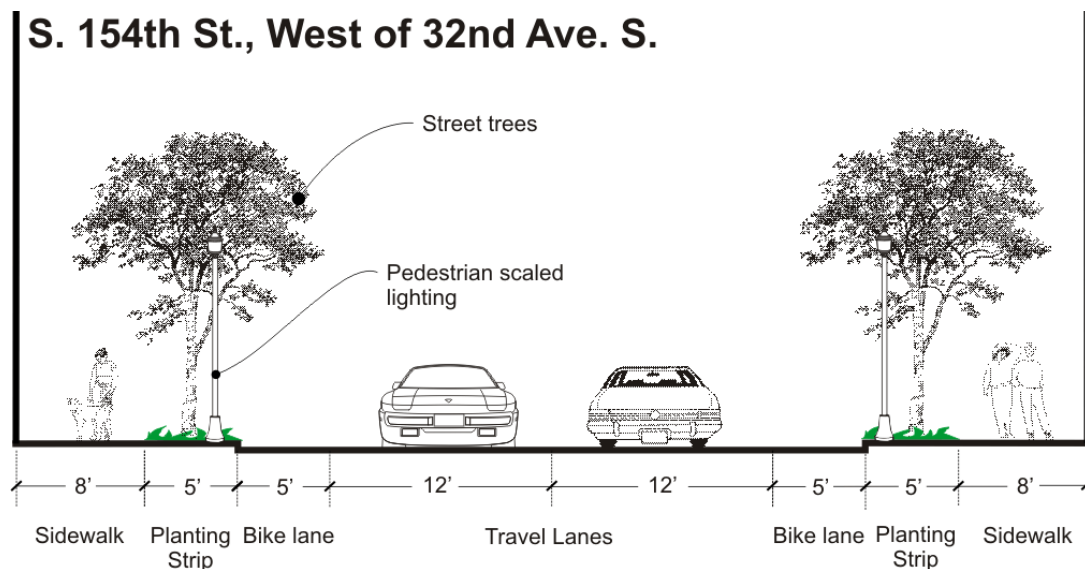 S. 154th St., West of 32nd Ave. S.
Street trees
Pedestrian scaled
lighting
8’ 5’ 5’ 12’ 12’ 5’ 5’ 8’
Sidewalk Planting Bike lane Travel Lanes Bike lane Planting Sidewalk
Strip Strip